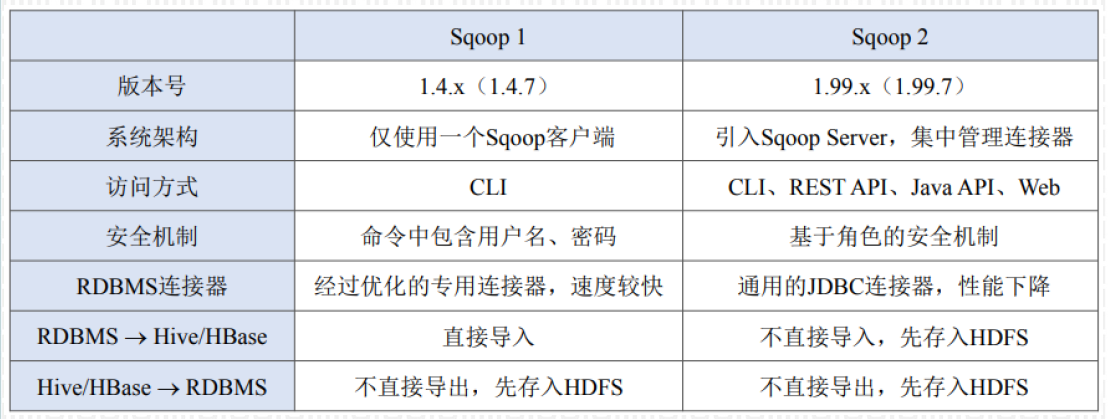 Sqoop 1 Sqoop 2
版本号 1.4.x（1.4.7） 1.99.x（1.99.7）
系统架构 仅使用一个Sqoop客户端 引入Sqoop Server，集中管理连接器
访问方式 CLI CLI、REST API、Java API、Web
安全机制 命令中包含用户名、密码 基于角色的安全机制
RDBMS连接器 经过优化的专用连接器，速度较快 通用的JDBC连接器，性能下降
RDBMS → Hive/HBase 直接导入 不直接导入，先存入HDFS
Hive/HBase → RDBMS 不直接导出，先存入HDFS 不直接导出，先存入HDFS